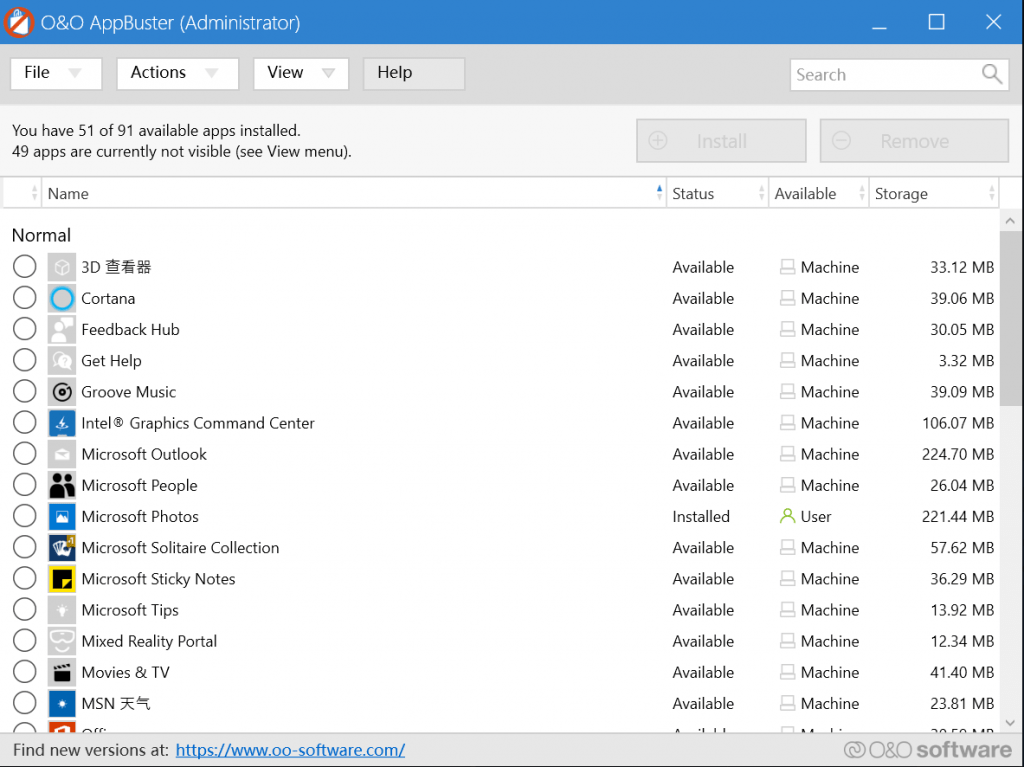 O&O AppBuster (Administrator)
File Actions View Help Search
You have 51 of 91 available apps installed.
49 apps are currently not visible (see View menu).
Install Remove
Name Status Available Storage
Normal
3D 查看器 Available Machine 33.12 MB
Cortana Available Machine 39.06 MB
Feedback Hub Available Machine 30.05 MB
Get Help Available Machine 3.32 MB
Groove Music Available Machine 39.09 MB
Intel® Graphics Command Center Available Machine 106.07 MB
Microsoft Outlook Available Machine 224.70 MB
Microsoft People Available Machine 26.04 MB
Microsoft Photos Installed User 221.44 MB
Microsoft Solitaire Collection Available Machine 57.62 MB
Microsoft Sticky Notes Available Machine 36.29 MB
Microsoft Tips Available Machine 13.92 MB
Mixed Reality Portal Available Machine 12.34 MB
Movies & TV Available Machine 41.40 MB
MSN 天气 Available Machine 23.81 MB
Find new versions at: https://www.oo-software.com/ O&O software